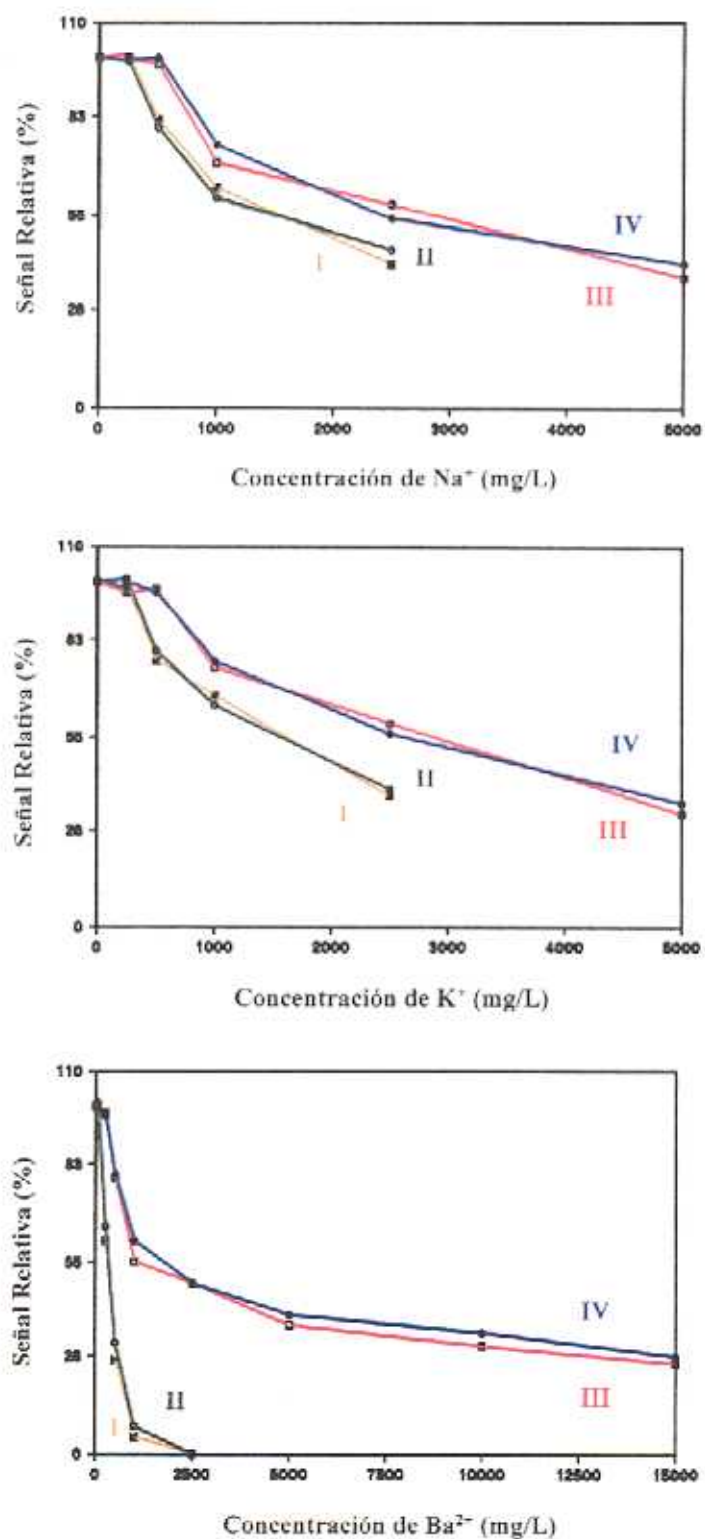 110
83
55
28
0
Señal Relativa (%)
I
II
IV
III
0 1000 2000 3000 4000 5000
Concentración de Na⁺ (mg/L)
110
83
55
28
0
Señal Relativa (%)
I
II
IV
III
0 1000 2000 3000 4000 5000
Concentración de K⁺ (mg/L)
110
83
55
28
0
Señal Relativa (%)
I
II
IV
III
0 2500 5000 7500 10000 12500 15000
Concentración de Ba²⁺ (mg/L)